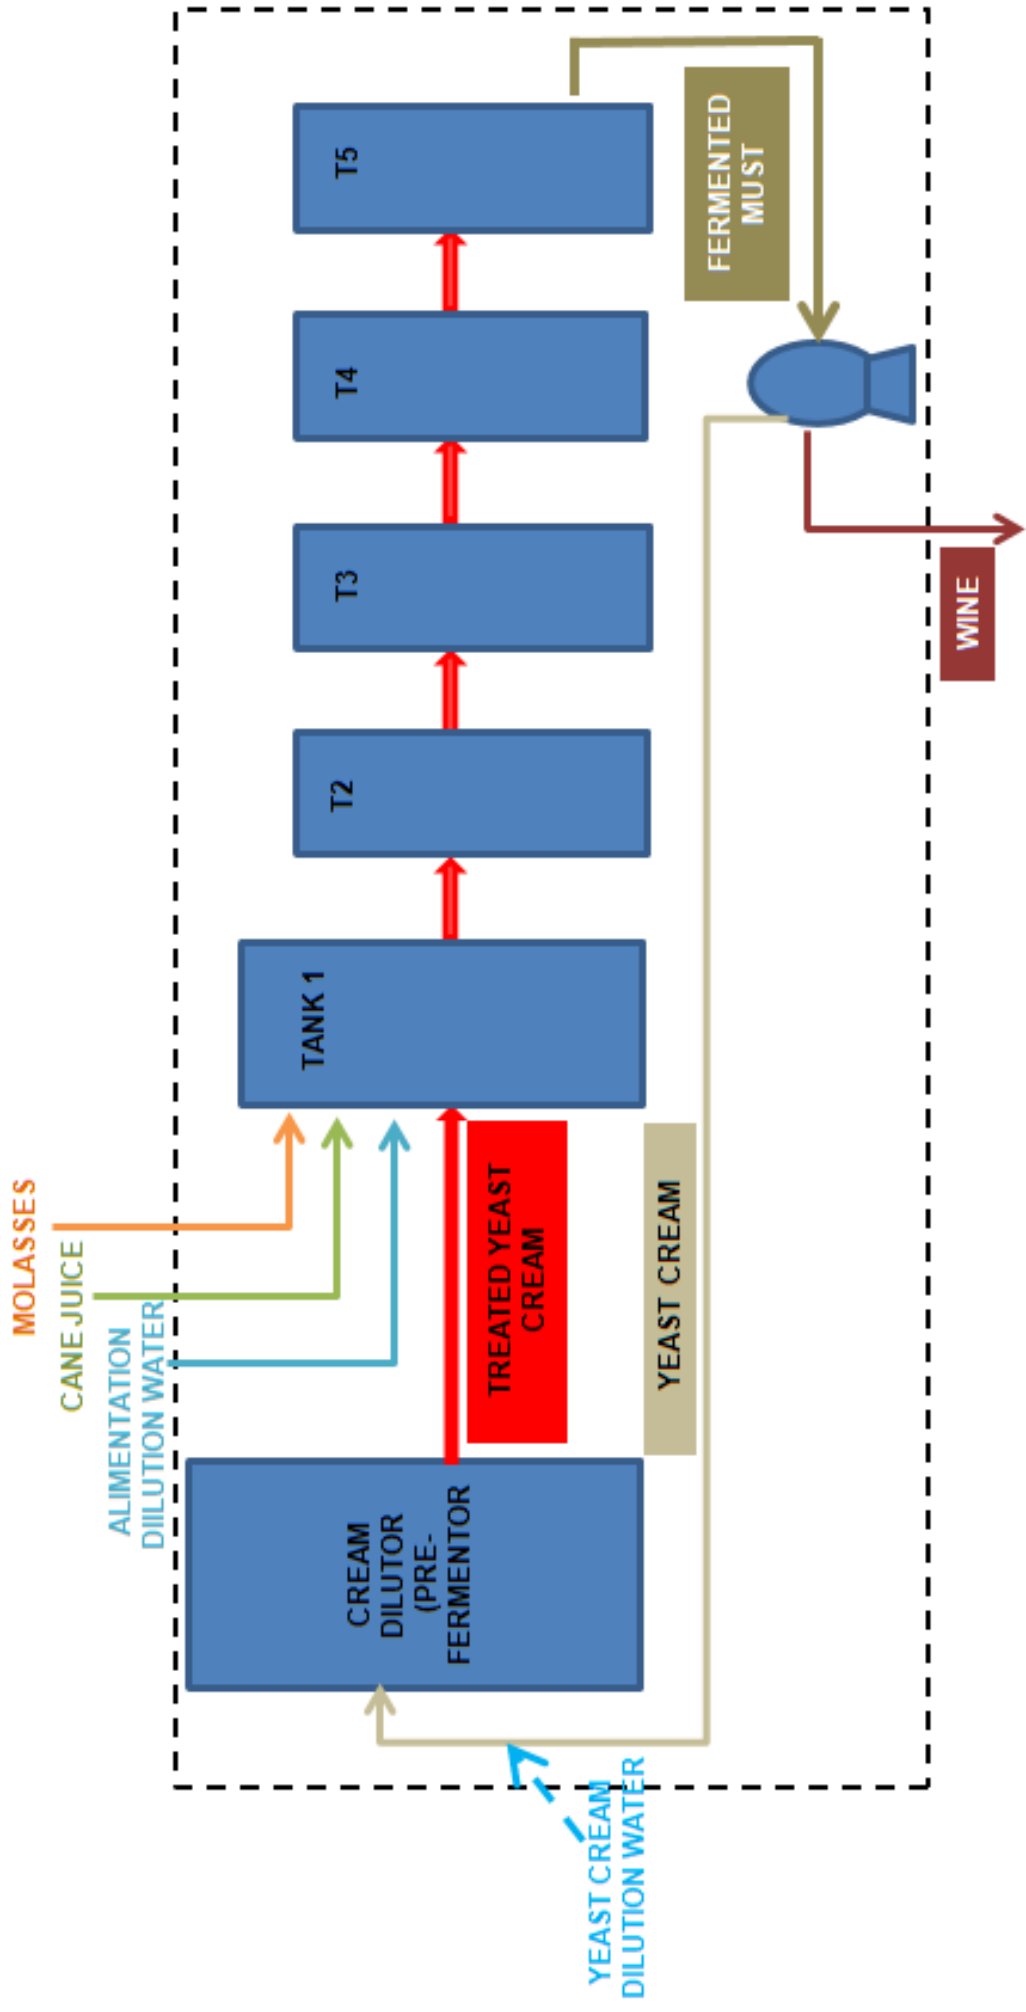 MOLASSES
CANE JUICE
ALIMENTATION
DIILUTION WATER
CREAM
DILUTOR
(PRE-
FERMENTOR
TANK 1
T2
T3
T4
T5
TREATED YEAST
CREAM
YEAST CREAM
FERMENTED
MUST
WINE
YEAST CREAM
DILUTION WATER